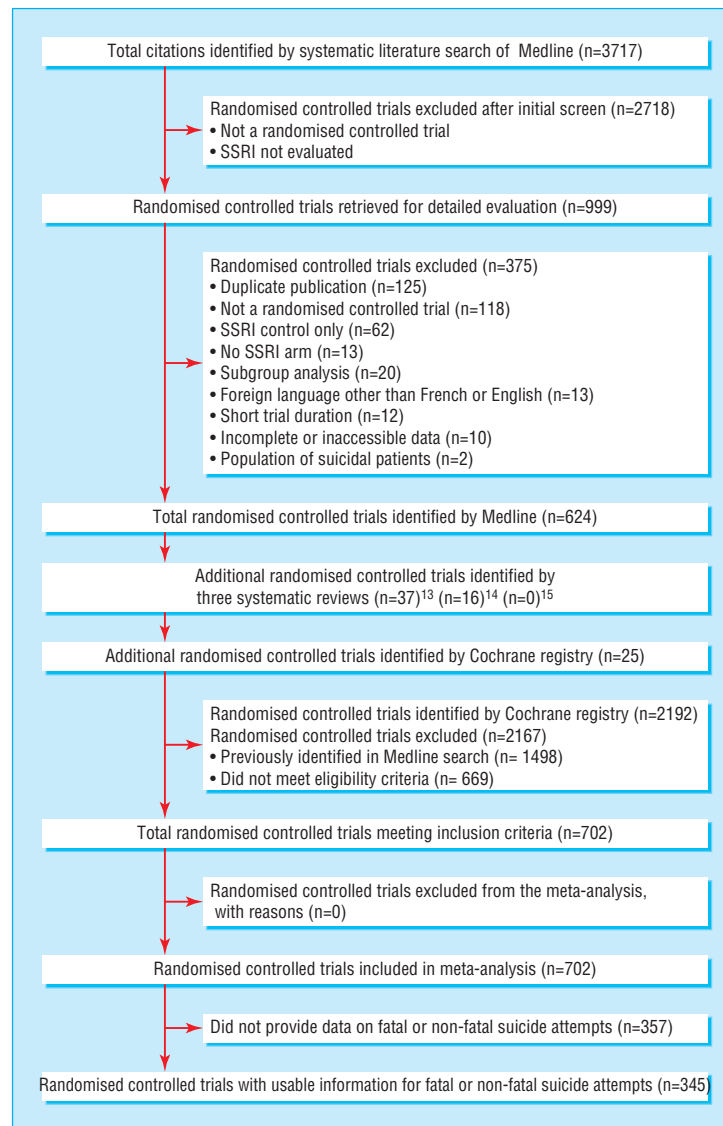 Total citations identified by systematic literature search of Medline (n=3717)
Randomised controlled trials excluded after initial screen (n=2718)
• Not a randomised controlled trial
• SSRI not evaluated
Randomised controlled trials retrieved for detailed evaluation (n=999)
Randomised controlled trials excluded (n=375)
• Duplicate publication (n=125)
• Not a randomised controlled trial (n=118)
• SSRI control only (n=62)
• No SSRI arm (n=13)
• Subgroup analysis (n=20)
• Foreign language other than French or English (n=13)
• Short trial duration (n=12)
• Incomplete or inaccessible data (n=10)
• Population of suicidal patients (n=2)
Total randomised controlled trials identified by Medline (n=624)
Additional randomised controlled trials identified by
three systematic reviews (n=37)¹³ (n=16)¹⁴ (n=0)¹⁵
Additional randomised controlled trials identified by Cochrane registry (n=25)
Randomised controlled trials identified by Cochrane registry (n=2192)
Randomised controlled trials excluded (n=2167)
• Previously identified in Medline search (n= 1498)
• Did not meet eligibility criteria (n= 669)
Total randomised controlled trials meeting inclusion criteria (n=702)
Randomised controlled trials excluded from the meta-analysis,
with reasons (n=0)
Randomised controlled trials included in meta-analysis (n=702)
Did not provide data on fatal or non-fatal suicide attempts (n=357)
Randomised controlled trials with usable information for fatal or non-fatal suicide attempts (n=345)